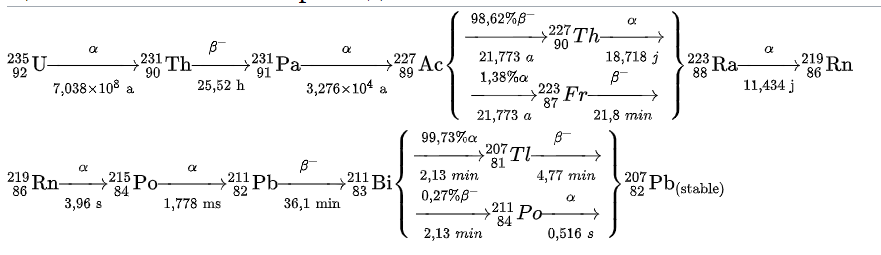 98,62%β⁻ ²²⁷₉₀Th α
²³⁵₉₂U α ²³¹₉₀Th β⁻ ²³¹₉₁Pa α ²²⁷₈₉Ac { 21,773 a 18,718 j } ²²³₈₈Ra α ²¹⁹₈₆Rn
7,038×10⁸ a 25,52 h 3,276×10⁴ a 1,38%α ²²³₈₇Fr β⁻ 11,434 j
21,773 a 21,8 min
99,73%α ²⁰⁷₈₁Tl β⁻
²¹⁹₈₆Rn α ²¹⁵₈₄Po α ²¹¹₈₂Pb β⁻ ²¹¹₈₃Bi { 2,13 min 4,77 min } ²⁰⁷₈₂Pb(stable)
3,96 s 1,778 ms 36,1 min 0,27%β⁻ ²¹¹₈₄Po α
2,13 min 0,516 s